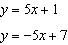 y = 5x + 1
y = −5x + 7